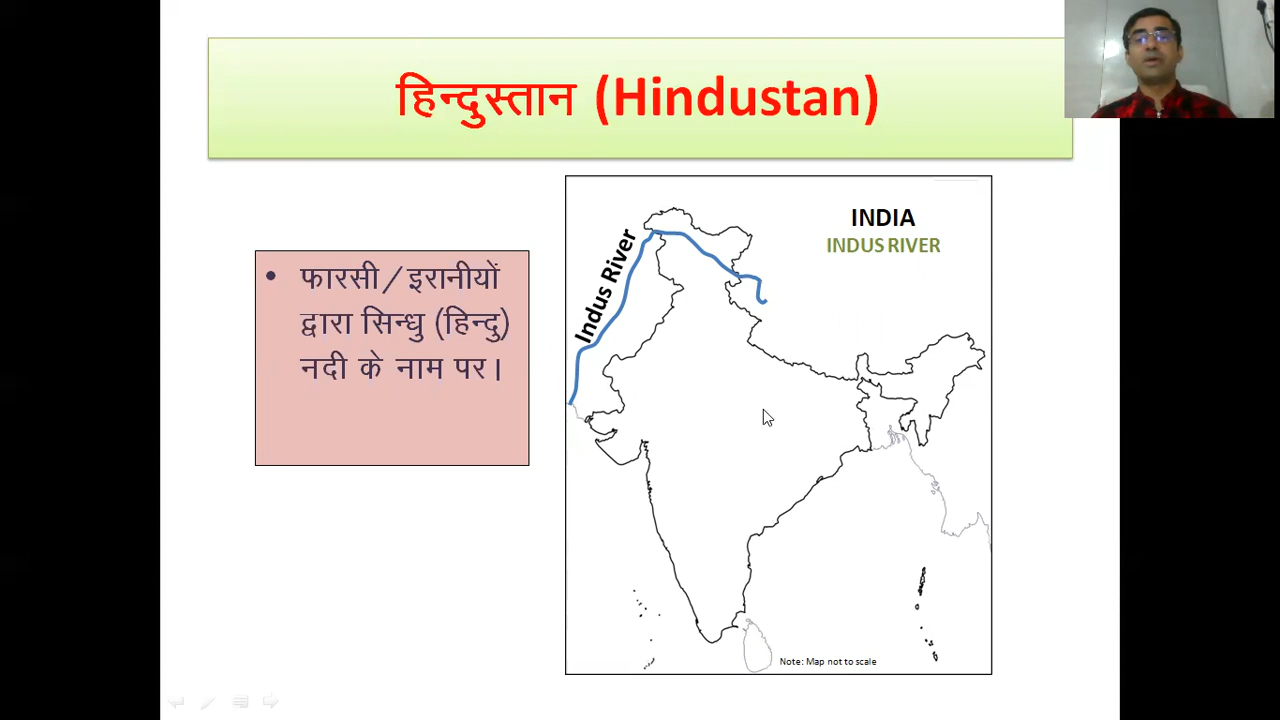 हिन्दुस्तान (Hindustan)
• फारसी/इरानीयों
द्वारा सिन्धु (हिन्दु)
नदी के नाम पर।
INDIA
INDUS RIVER
Indus River
Note: Map not to scale